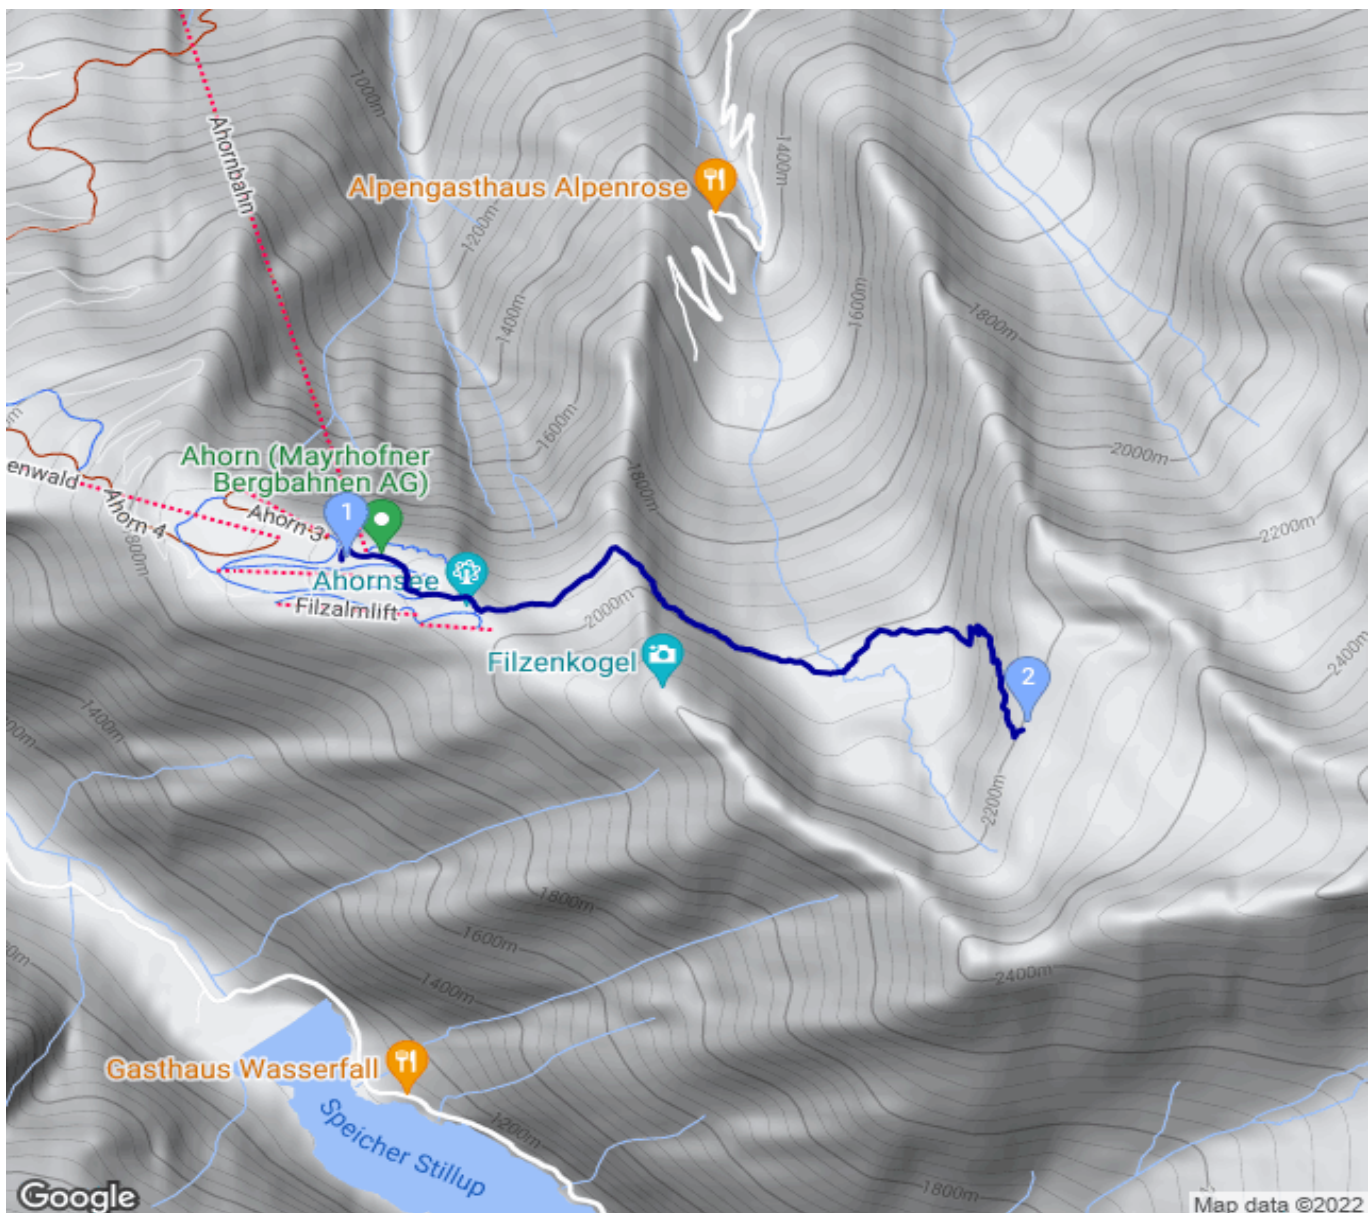 1000m
Ahornbahn
1400m
Alpengasthaus Alpenrose
1200m
1400m
1600m
1800m
2000m
1600m
Ahorn (Mayrhofner
Bergbahnen AG)
1800m
enwald
Ahorn 4
Ahorn 3
1
2200m
800m
Ahornsee
Filzalmlift
2000m
2400m
Filzenkogel
2
1400m
2200m
1800m
1600m
2400m
1400m
Gasthaus Wasserfall
1200m
Speicher Stillup
1800m
Google
Map data ©2022